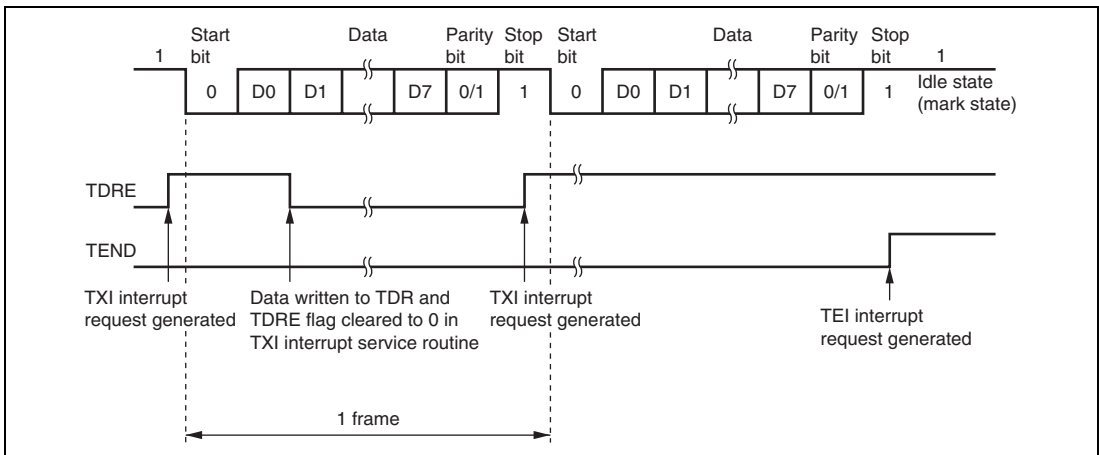 Start bit Data Parity bit Stop bit Start bit Data Parity bit Stop bit
1 0 D0 D1 D7 0/1 1 0 D0 D1 D7 0/1 1 1
Idle state
(mark state)
TDRE
TEND
TXI interrupt
request generated
Data written to TDR and
TDRE flag cleared to 0 in
TXI interrupt service routine
TXI interrupt
request generated
TEI interrupt
request generated
1 frame